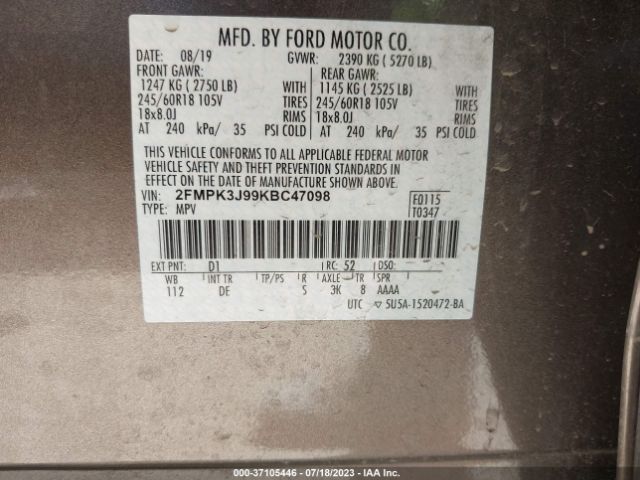 MFD. BY FORD MOTOR CO.
DATE: 08/19 GVWR: 2390 KG ( 5270 LB)
FRONT GAWR: REAR GAWR:
1247 KG ( 2750 LB) WITH 1145 KG ( 2525 LB) WITH
245/60R18 105V TIRES 245/60R18 105V TIRES
18x8.0J RIMS 18x8.0J RIMS
AT 240 kPa/ 35 PSI COLD AT 240 kPa/ 35 PSI COLD
THIS VEHICLE CONFORMS TO ALL APPLICABLE FEDERAL MOTOR
VEHICLE SAFETY AND THEFT PREVENTION STANDARDS IN
EFFECT ON THE DATE OF MANUFACTURE SHOWN ABOVE.
VIN: 2FMPK3J99KBC47098 F0115
TYPE: MPV T0347
EXT PNT: D1 RC: 52 DSO:
WB INT TR TP/PS R AXLE TR SPR
112 DE S 3K 8 AAAA
UTC ▽ 5U5A-1520472-BA
000-37105446 - 07/18/2023 - IAA Inc.